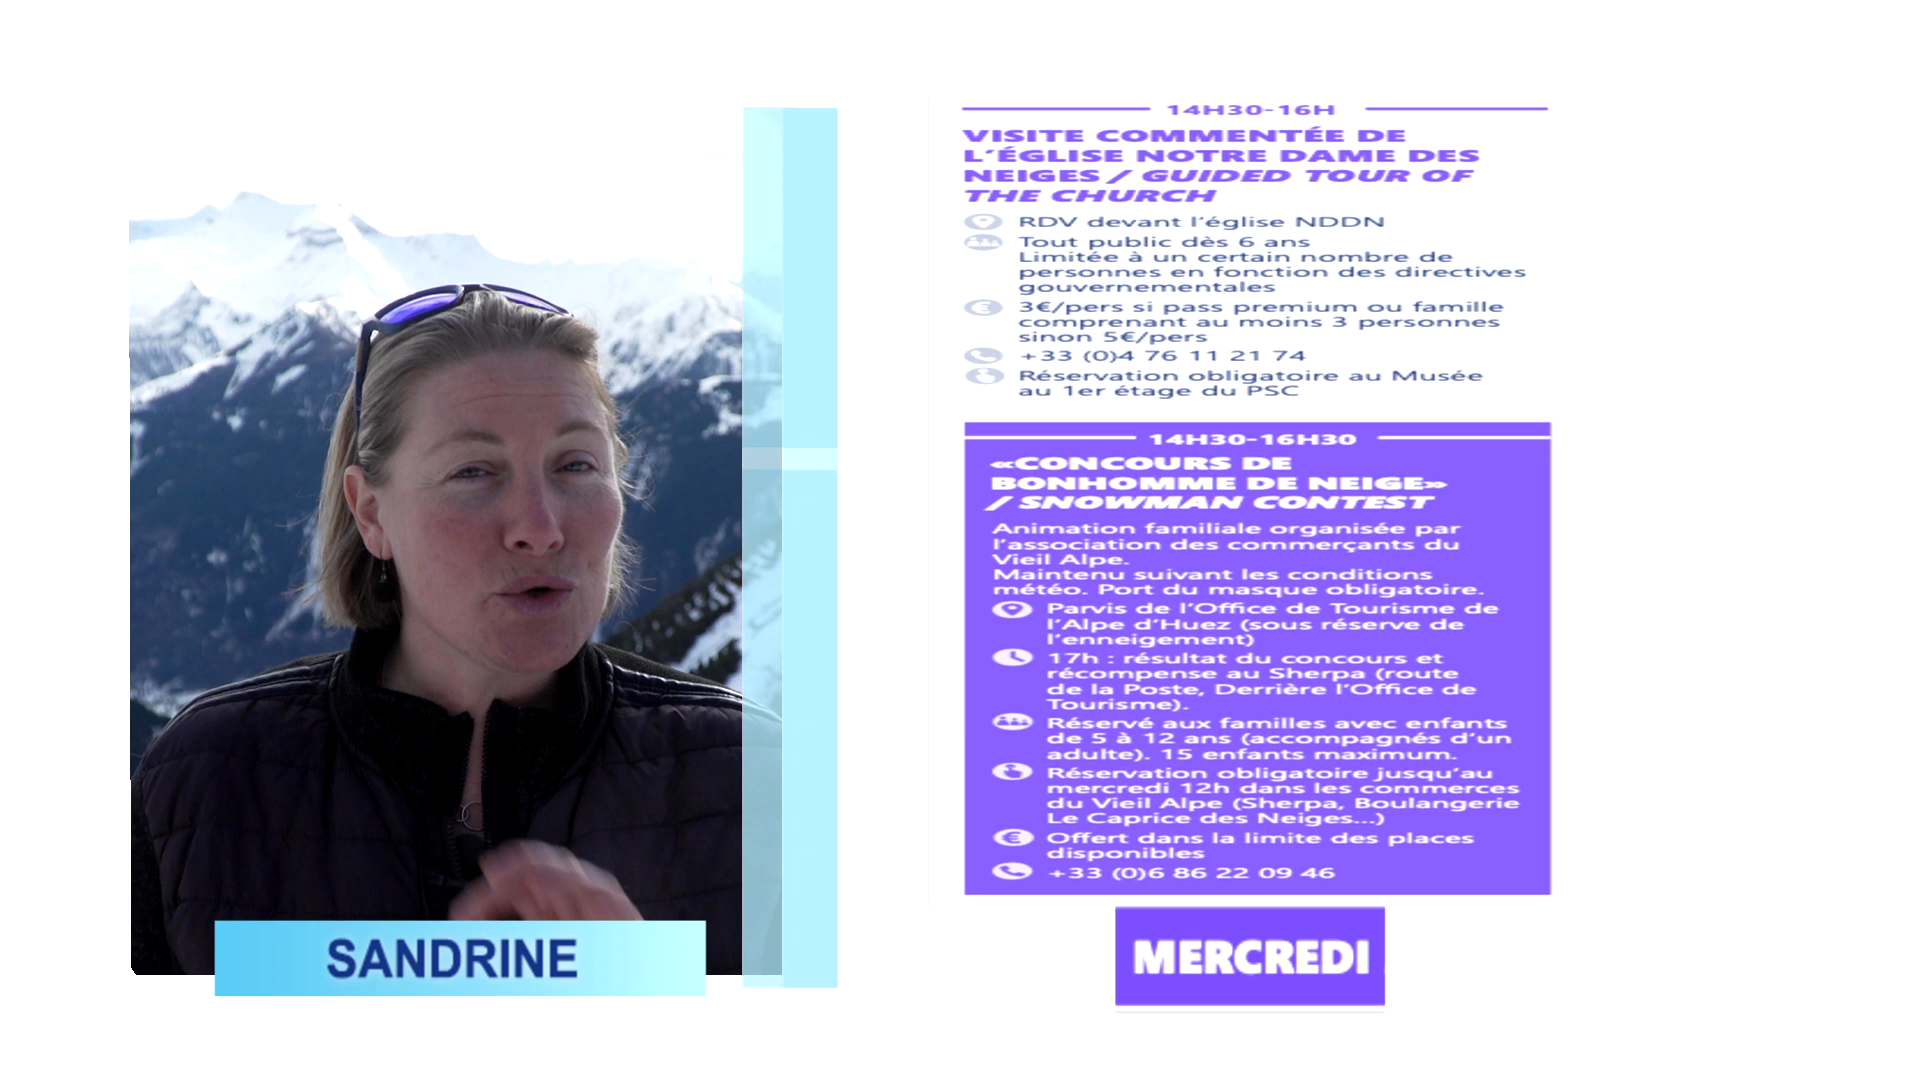 14H30-16H
VISITE COMMENTÉE DE
L'ÉGLISE NOTRE DAME DES
NEIGES / GUIDED TOUR OF
THE CHURCH
RDV devant l'église NDDN
Tout public dès 6 ans
Limitée à un certain nombre de
personnes en fonction des directives
gouvernementales
3€/pers si pass premium ou famille
comprenant au moins 3 personnes
sinon 5€/pers
+33 (0)4 76 11 21 74
Réservation obligatoire au Musée
au 1er étage du PSC
14H30-16H30
«CONCOURS DE
BONHOMME DE NEIGE»
/ SNOWMAN CONTEST
Animation familiale organisée par
l'association des commerçants du
Vieil Alpe.
Maintenu suivant les conditions
météo. Port du masque obligatoire.
Parvis de l'Office de Tourisme de
l'Alpe d'Huez (sous réserve de
l'enneigement)
17h : résultat du concours et
récompense au Sherpa (route
de la Poste, Derrière l'Office de
Tourisme).
Réservé aux familles avec enfants
de 5 à 12 ans (accompagnés d'un
adulte). 15 enfants maximum.
Réservation obligatoire jusqu'au
mercredi 12h dans les commerces
du Vieil Alpe (Sherpa, Boulangerie
Le Caprice des Neiges...)
Offert dans la limite des places
disponibles
+33 (0)6 86 22 09 46
SANDRINE
MERCREDI